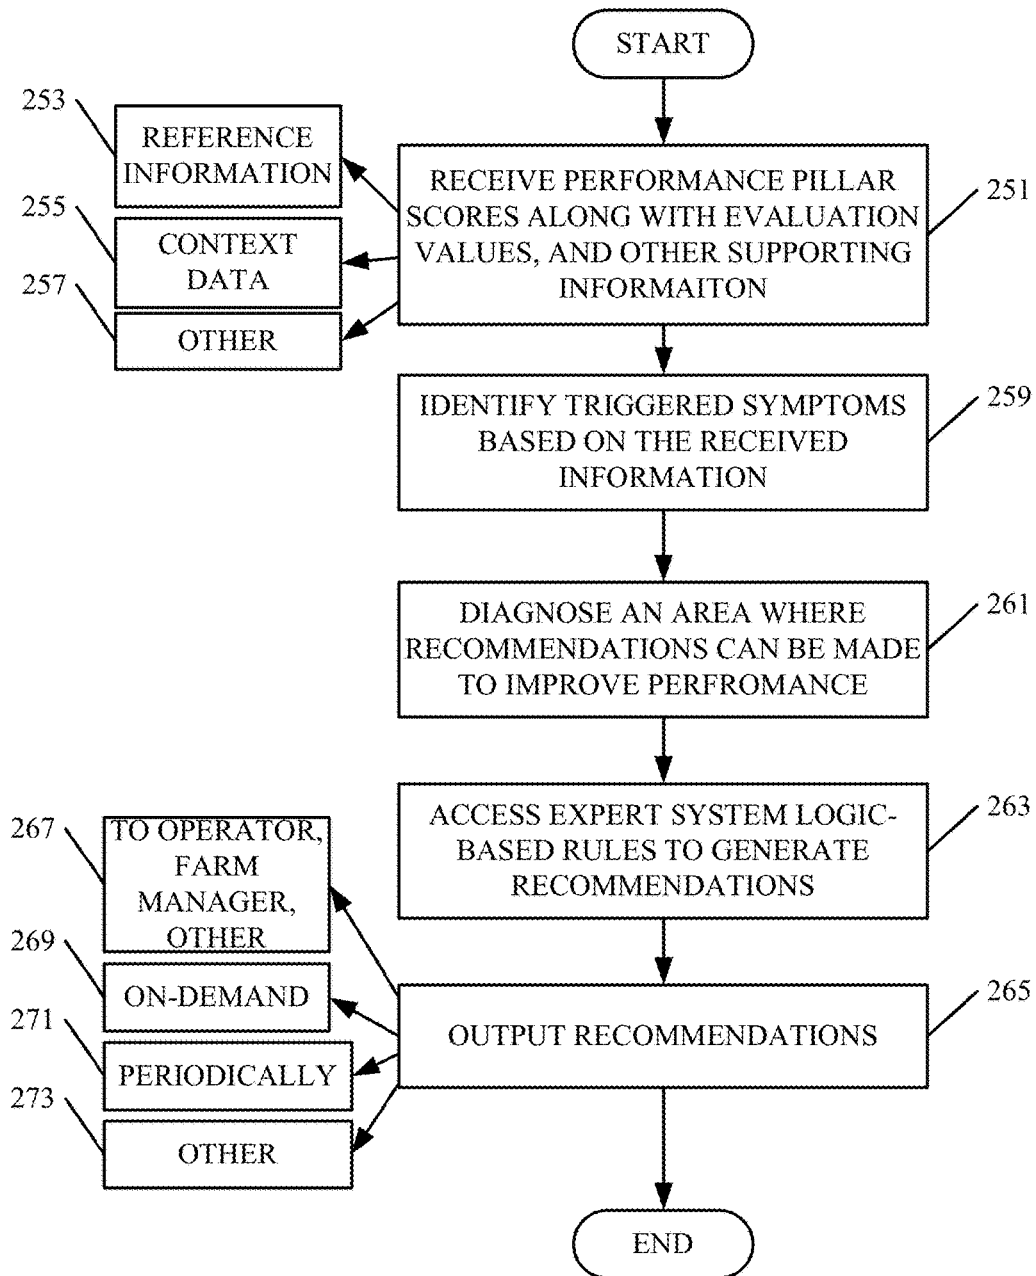 START
253
REFERENCE
INFORMATION
255
CONTEXT
DATA
257
OTHER
RECEIVE PERFORMANCE PILLAR
SCORES ALONG WITH EVALUATION
VALUES, AND OTHER SUPPORTING
INFORMAITON
251
IDENTIFY TRIGGERED SYMPTOMS
BASED ON THE RECEIVED
INFORMATION
259
DIAGNOSE AN AREA WHERE
RECOMMENDATIONS CAN BE MADE
TO IMPROVE PERFROMANCE
261
ACCESS EXPERT SYSTEM LOGIC-
BASED RULES TO GENERATE
RECOMMENDATIONS
263
267
TO OPERATOR,
FARM
MANAGER,
OTHER
269
ON-DEMAND
271
PERIODICALLY
273
OTHER
OUTPUT RECOMMENDATIONS
265
END